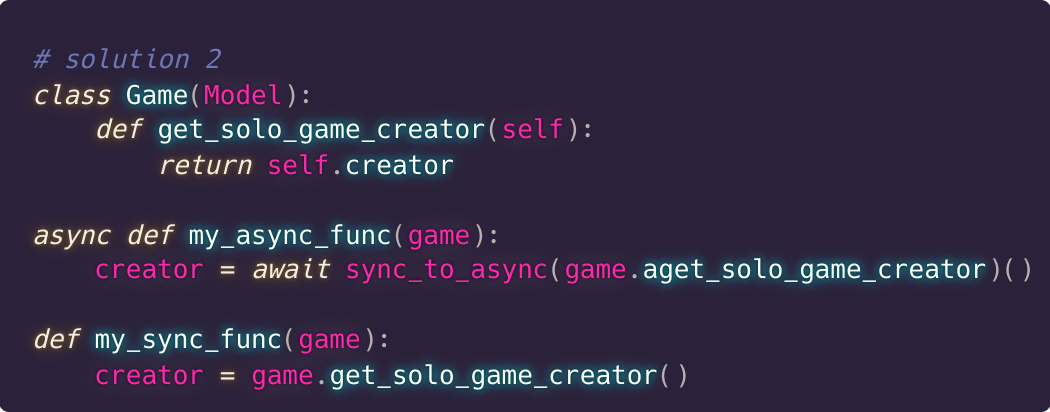 # solution 2
class Game(Model):
    def get_solo_game_creator(self):
        return self.creator

async def my_async_func(game):
    creator = await sync_to_async(game.aget_solo_game_creator)()

def my_sync_func(game):
    creator = game.get_solo_game_creator()